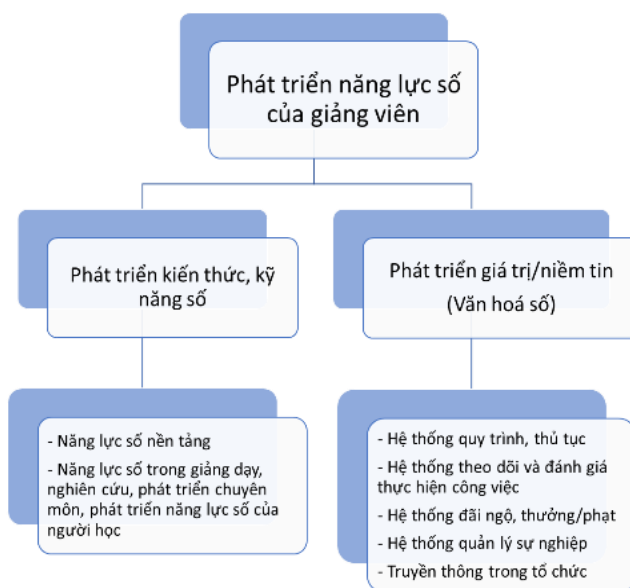 Phát triển năng lực số
của giảng viên
Phát triển kiến thức, kỹ
năng số
Phát triển giá trị/niềm tin
(Văn hoá số)
- Năng lực số nền tảng
- Năng lực số trong giảng dạy,
nghiên cứu, phát triển chuyên
môn, phát triển năng lực số của
người học
- Hệ thống quy trình, thủ tục
- Hệ thống theo dõi và đánh giá
thực hiện công việc
- Hệ thống đãi ngộ, thưởng/phạt
- Hệ thống quản lý sự nghiệp
- Truyền thông trong tổ chức